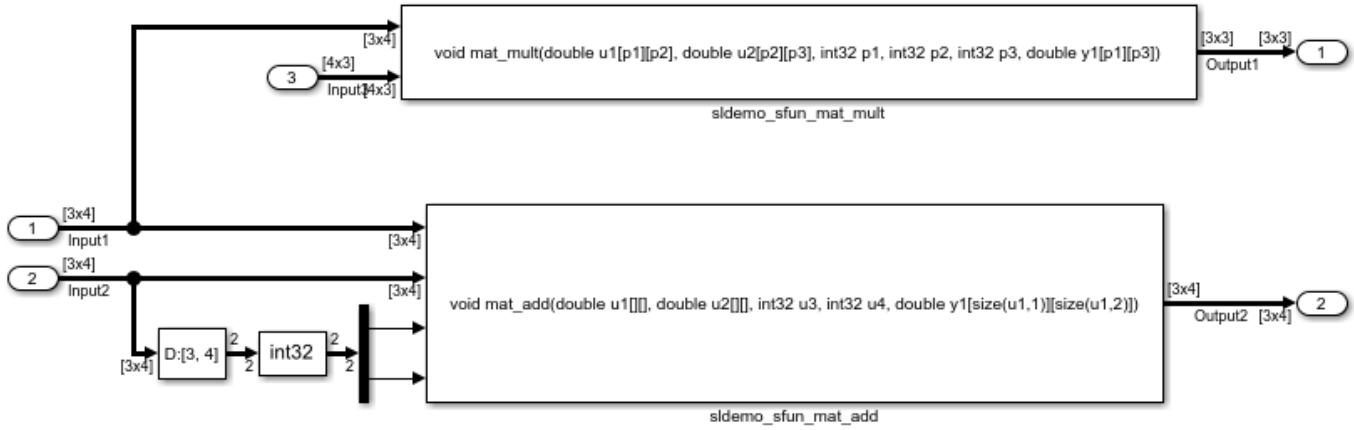 [3x4]
void mat_mult(double u1[p1][p2], double u2[p2][p3], int32 p1, int32 p2, int32 p3, double y1[p1][p3])
[3x3] [3x3]
1
Output1
3
[4x3]
Input3
[4x3]
sldemo_sfun_mat_mult
1
[3x4]
Input1
[3x4]
2
[3x4]
Input2
[3x4]
void mat_add(double u1[][], double u2[][], int32 u3, int32 u4, double y1[size(u1,1)][size(u1,2)])
[3x4]
Output2 [3x4]
2
[3x4]
D:[3, 4]
2
2
int32
2
2
sldemo_sfun_mat_add